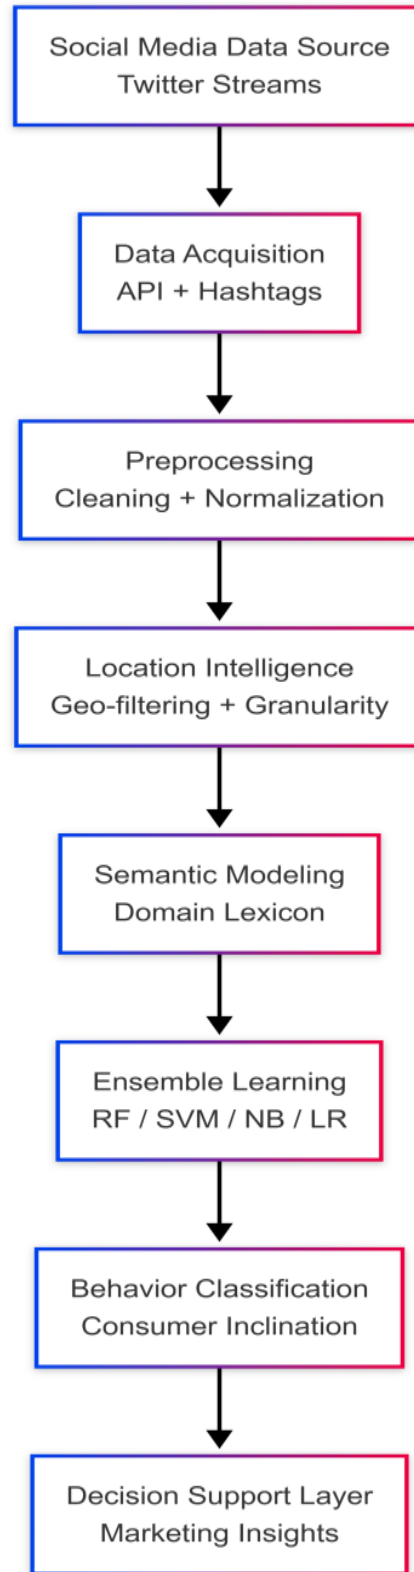 Social Media Data Source
Twitter Streams
Data Acquisition
API + Hashtags
Preprocessing
Cleaning + Normalization
Location Intelligence
Geo-filtering + Granularity
Semantic Modeling
Domain Lexicon
Ensemble Learning
RF / SVM / NB / LR
Behavior Classification
Consumer Inclination
Decision Support Layer
Marketing Insights